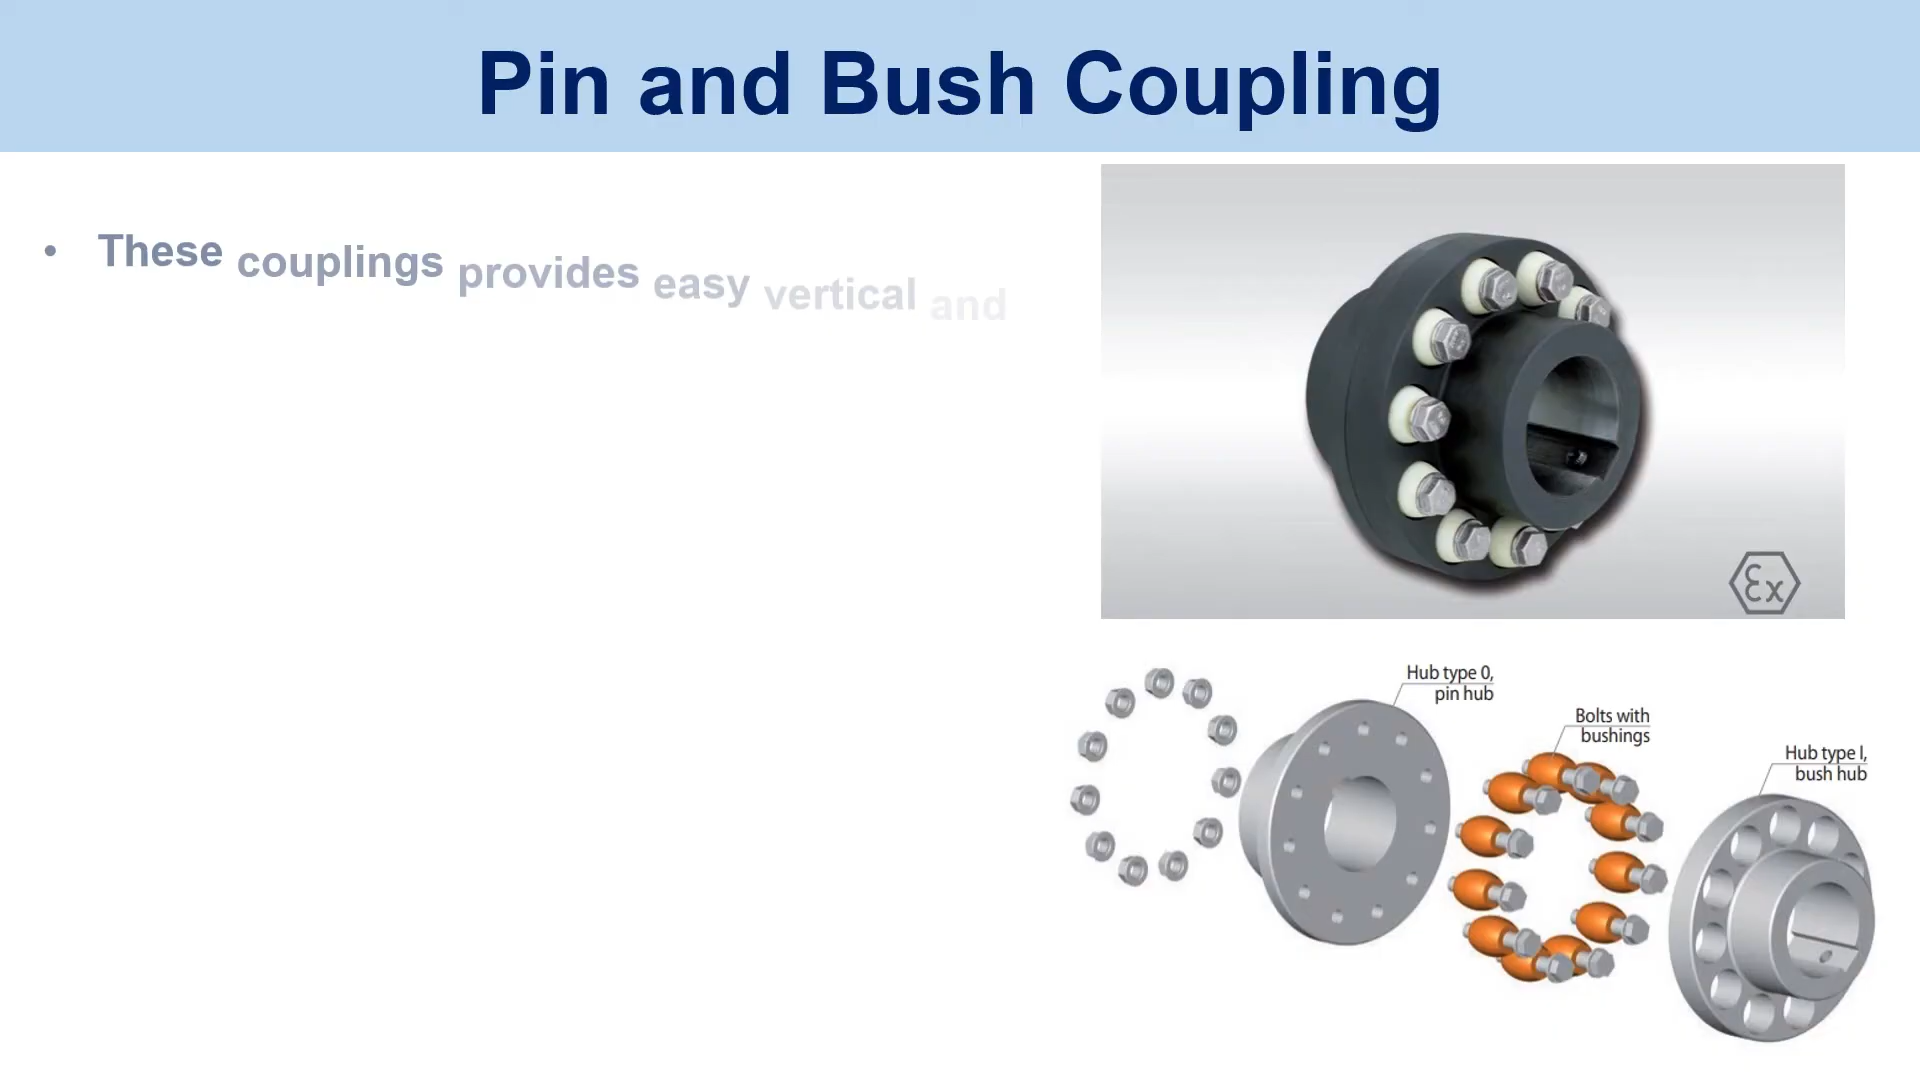 Pin and Bush Coupling
• These couplings provides easy vertical and
Ex
Hub type 0,
pin hub
Bolts with
bushings
Hub type I,
bush hub